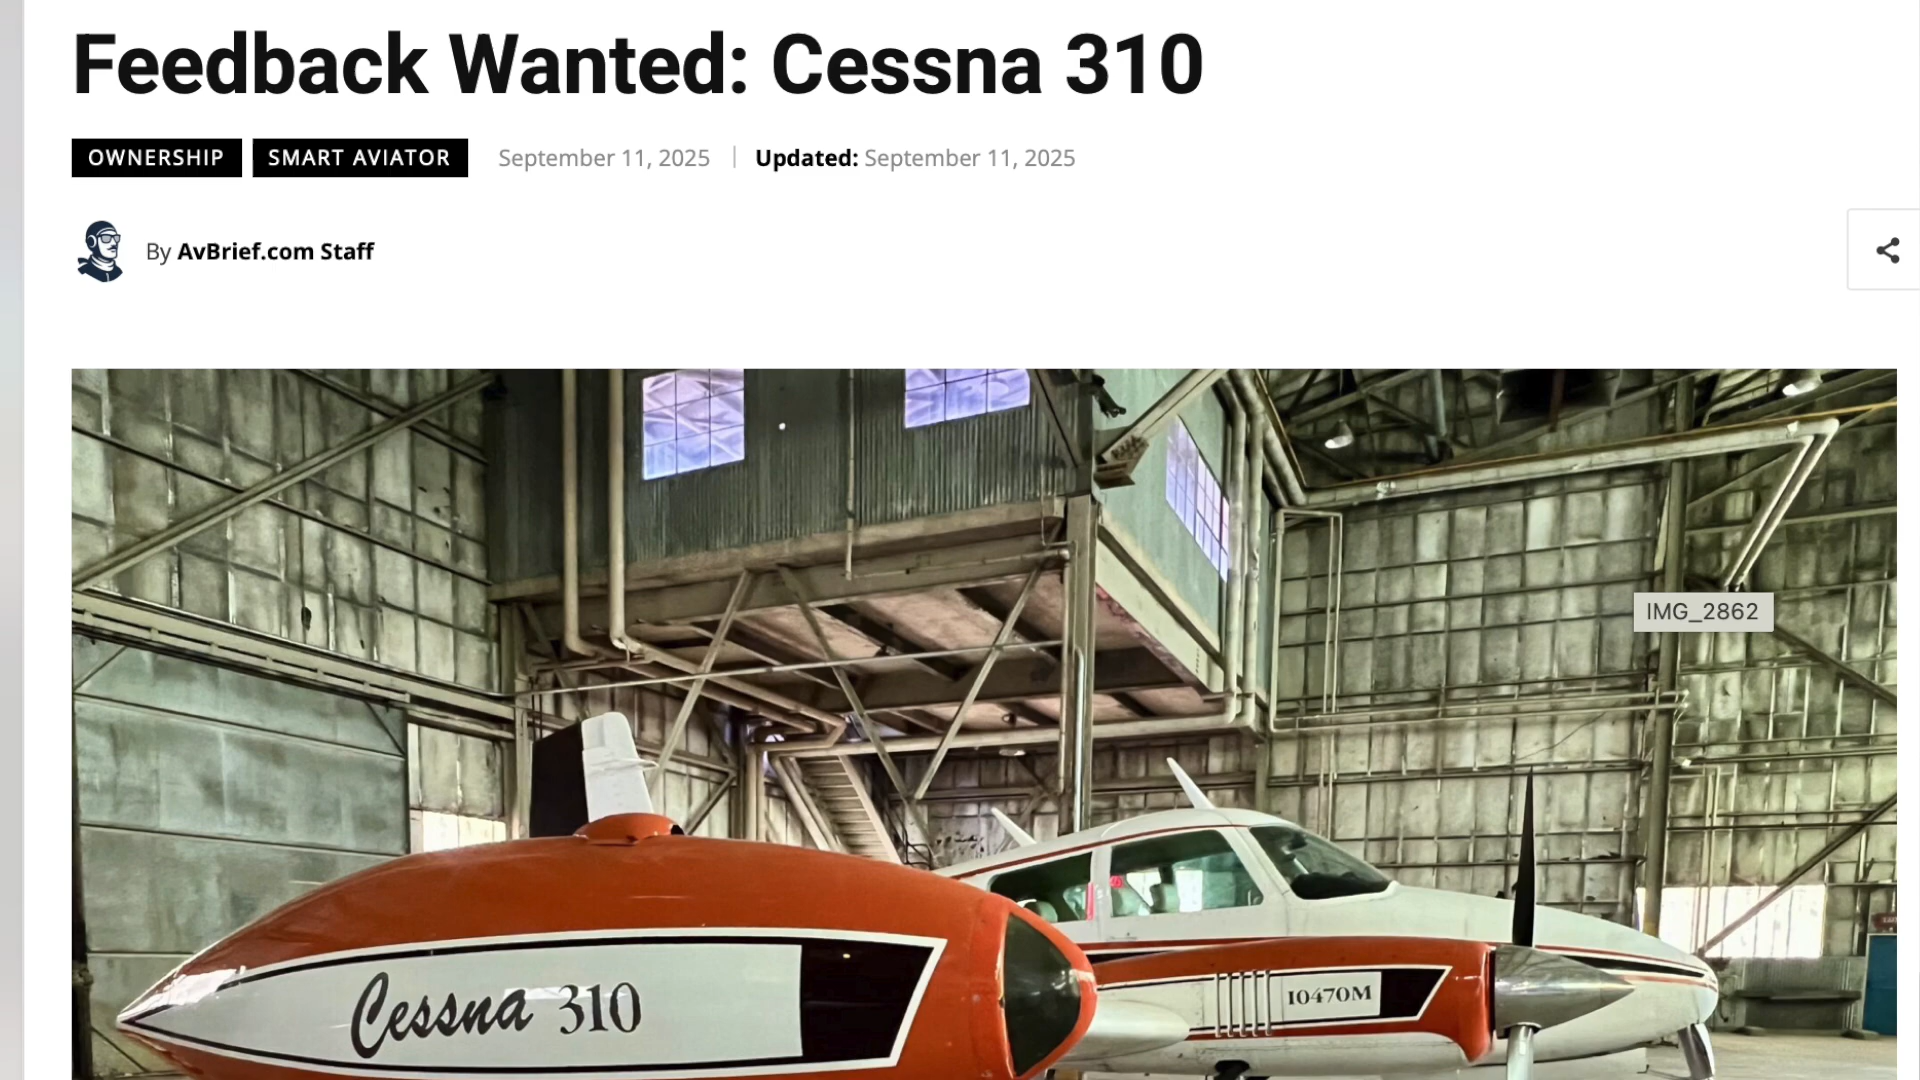 Feedback Wanted: Cessna 310
OWNERSHIP SMART AVIATOR September 11, 2025 Updated: September 11, 2025
By AvBrief.com Staff
IMG_2862
Cessna 310
IO470M